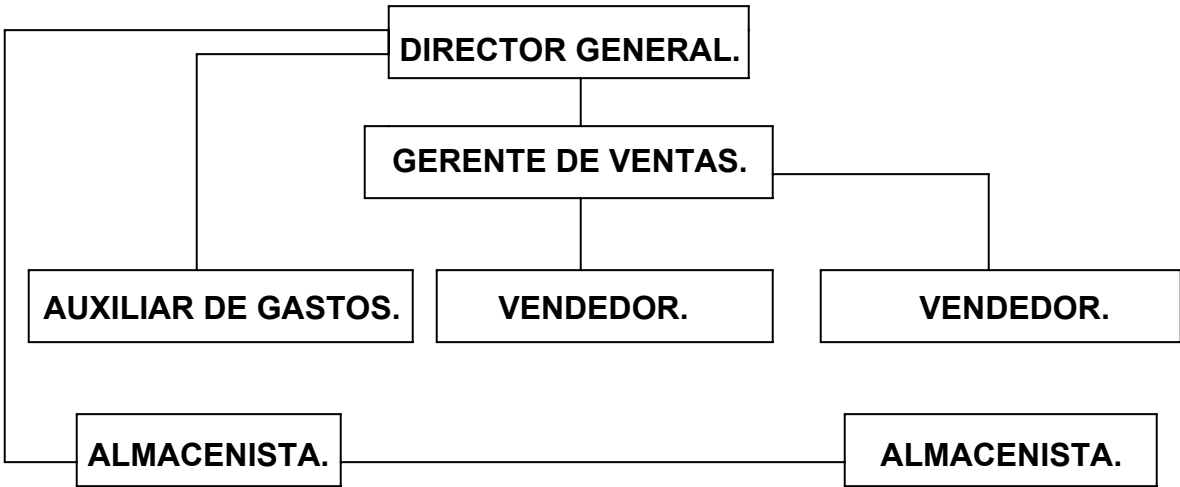 DIRECTOR GENERAL.
GERENTE DE VENTAS.
AUXILIAR DE GASTOS.
VENDEDOR.
VENDEDOR.
ALMACENISTA.
ALMACENISTA.